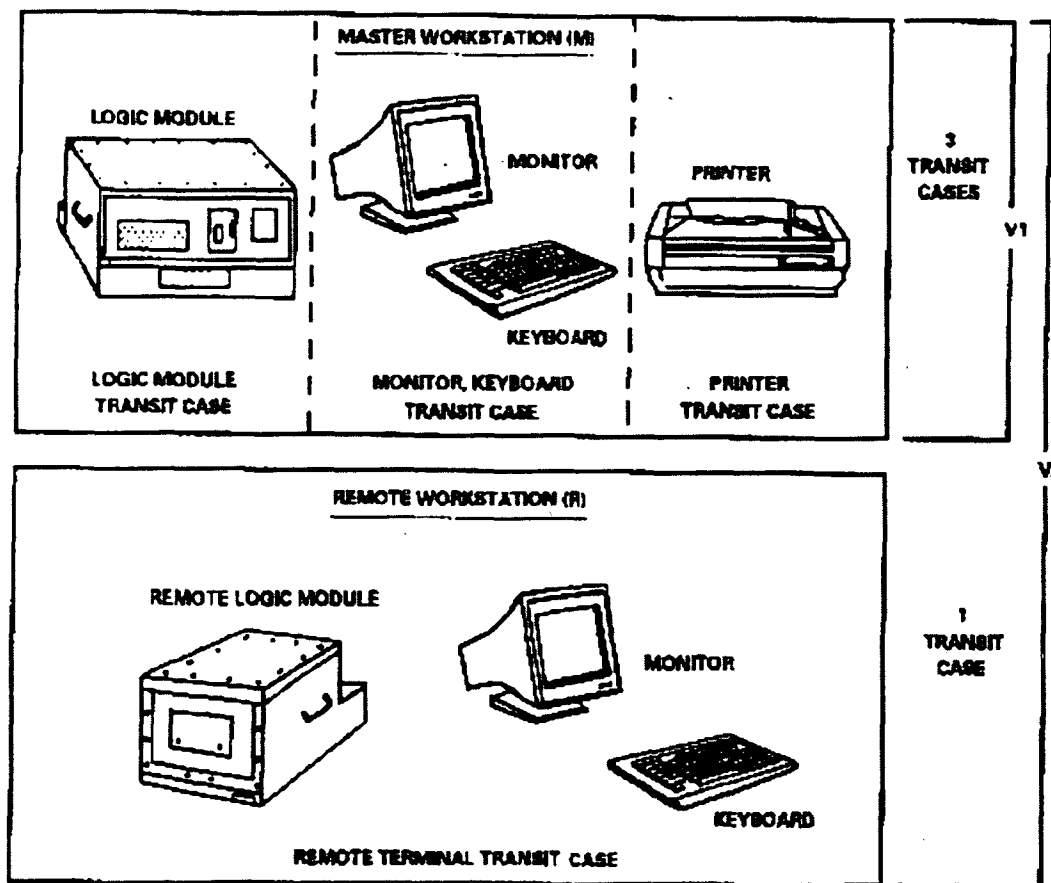 MASTER WORKSTATION (M)
LOGIC MODULE
MONITOR
PRINTER
KEYBOARD
LOGIC MODULE
TRANSIT CASE
MONITOR, KEYBOARD
TRANSIT CASE
PRINTER
TRANSIT CASE
3
TRANSIT
CASES
V1
REMOTE WORKSTATION (R)
REMOTE LOGIC MODULE
MONITOR
KEYBOARD
REMOTE TERMINAL TRANSIT CASE
1
TRANSIT
CASE